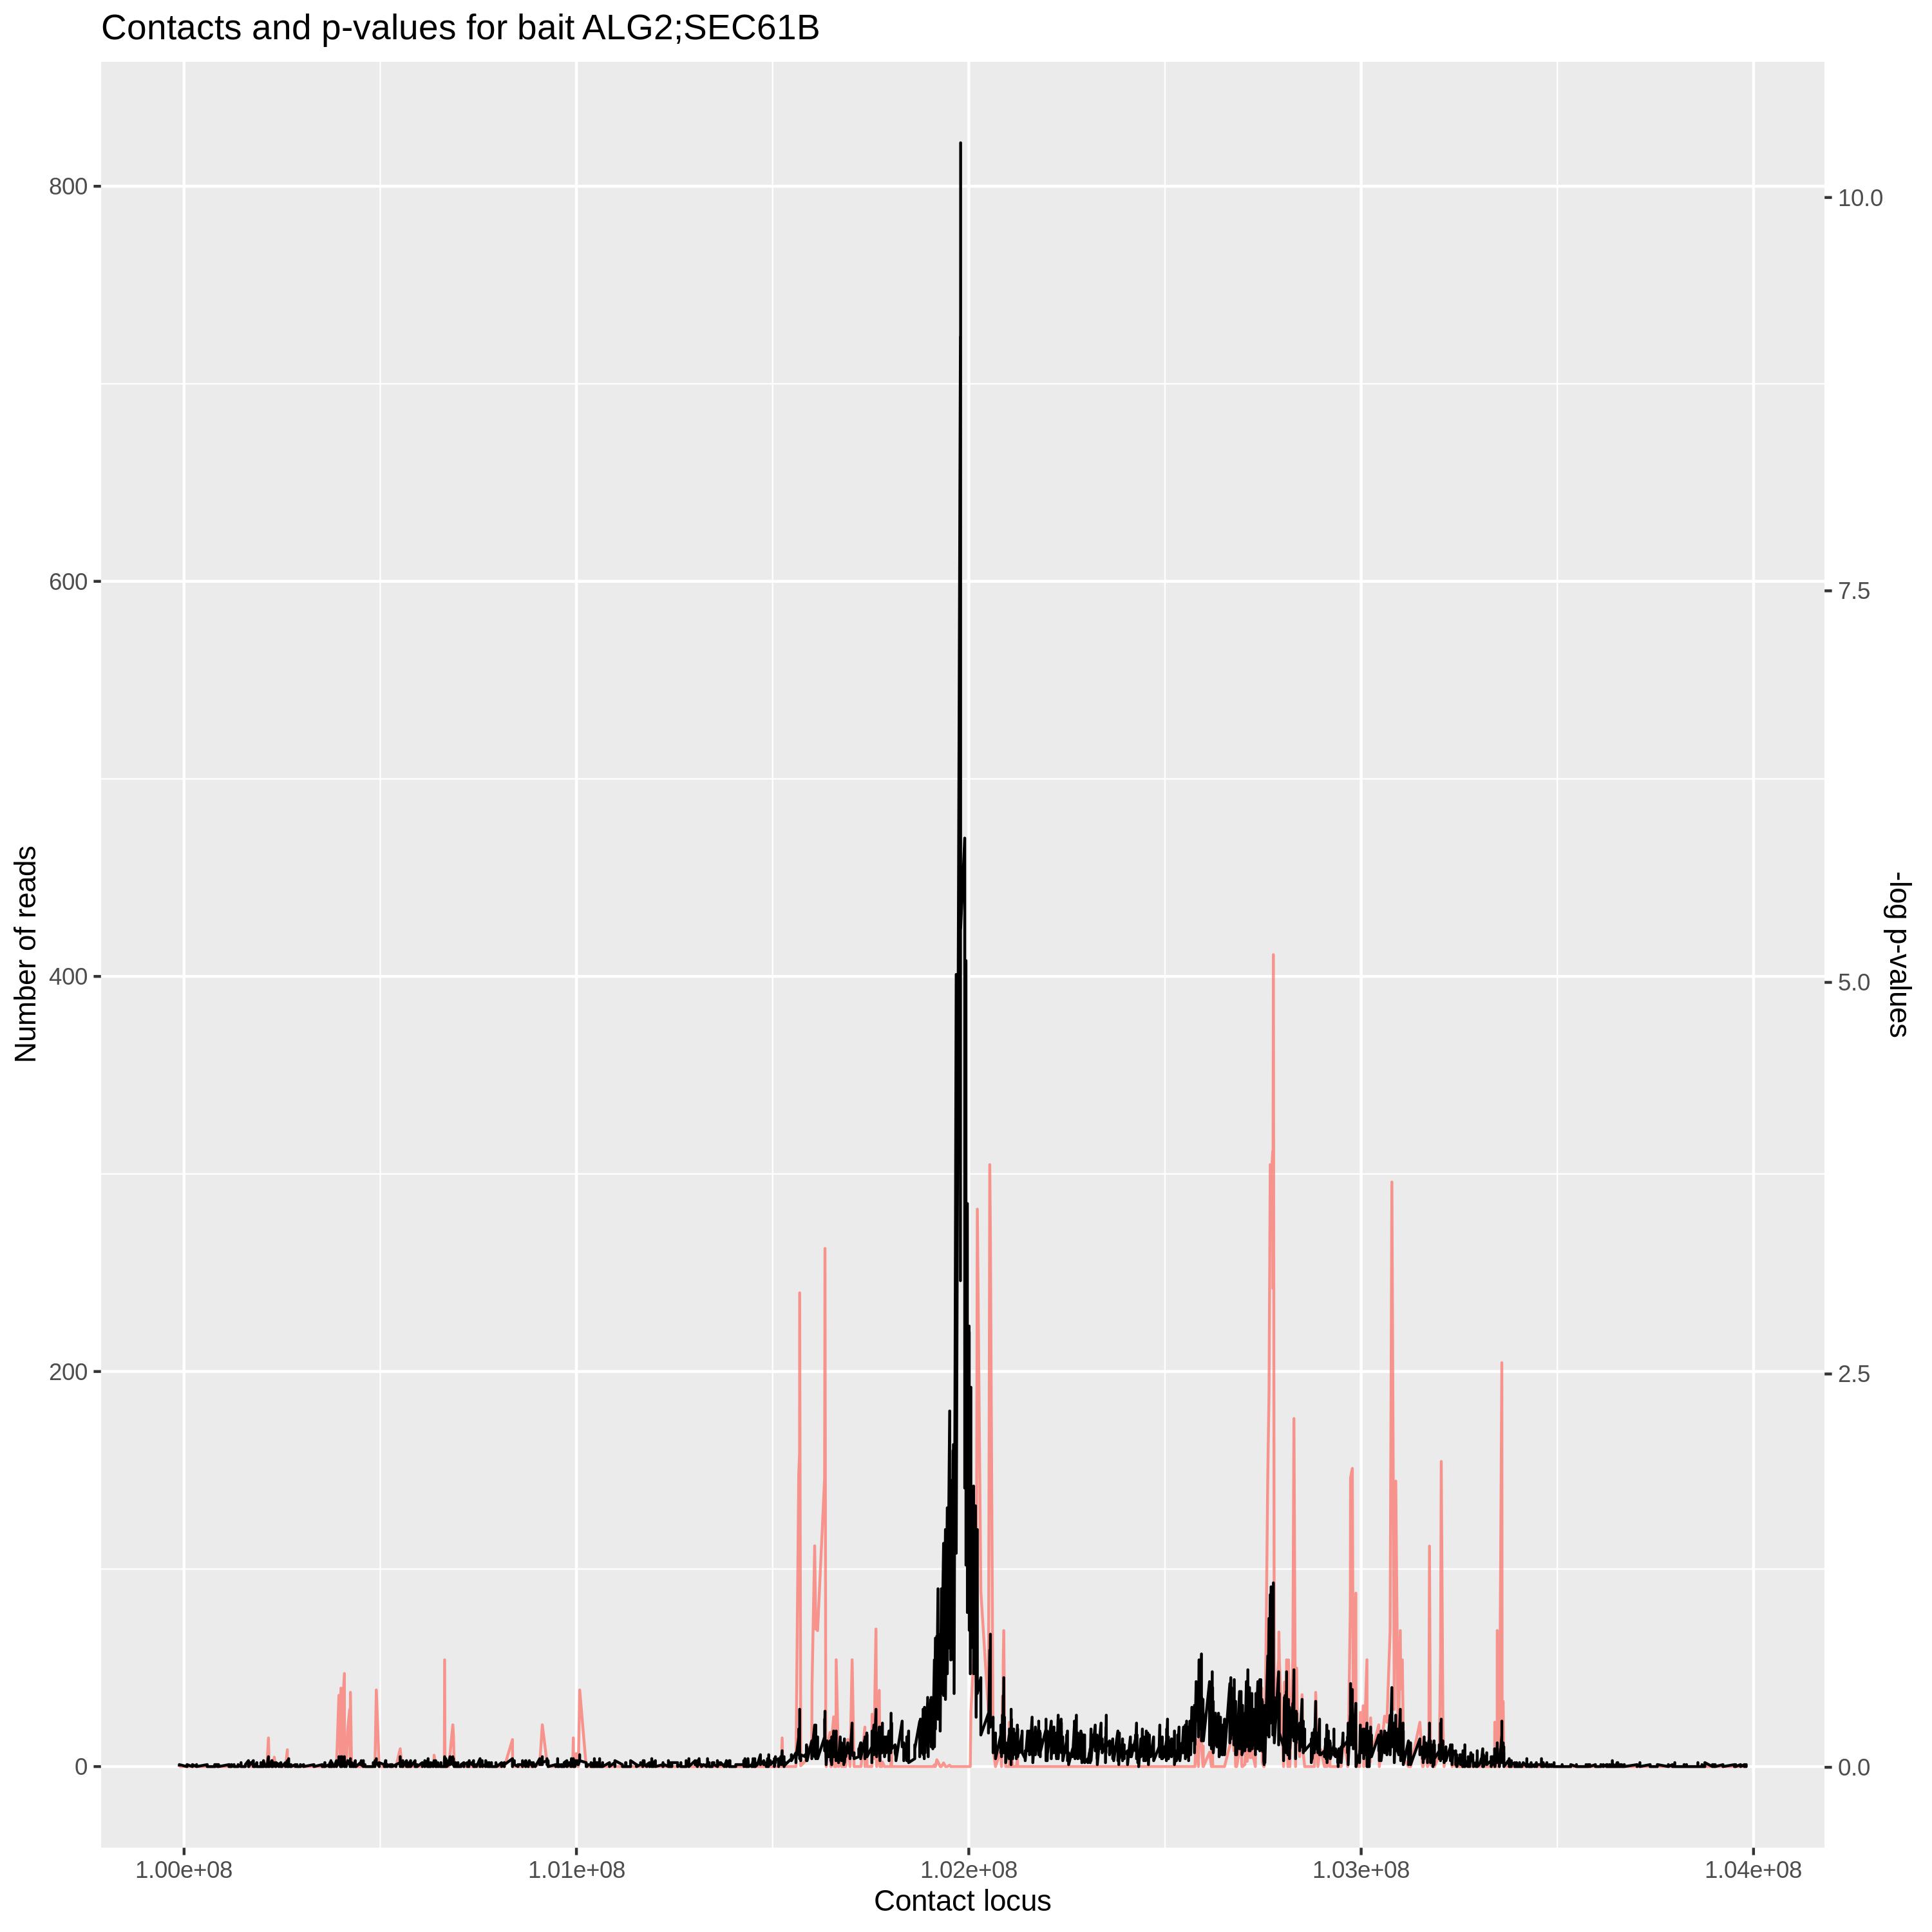 Contacts and p-values for bait ALG2;SEC61B
800
600
400
200
0
Number of reads
10.0
7.5
5.0
2.5
0.0
-log p-values
1.00e+08
1.01e+08
1.02e+08
1.03e+08
1.04e+08
Contact locus